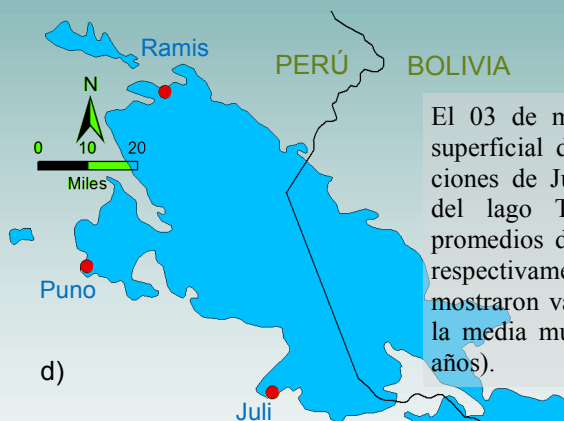 Ramis
PERÚ
BOLIVIA
N
0 10 20
Miles
El 03 de m
superficial d
ciones de Ju
del lago T
promedios d
respectivame
mostraron va
la media mu
años).
Puno
d)
Juli